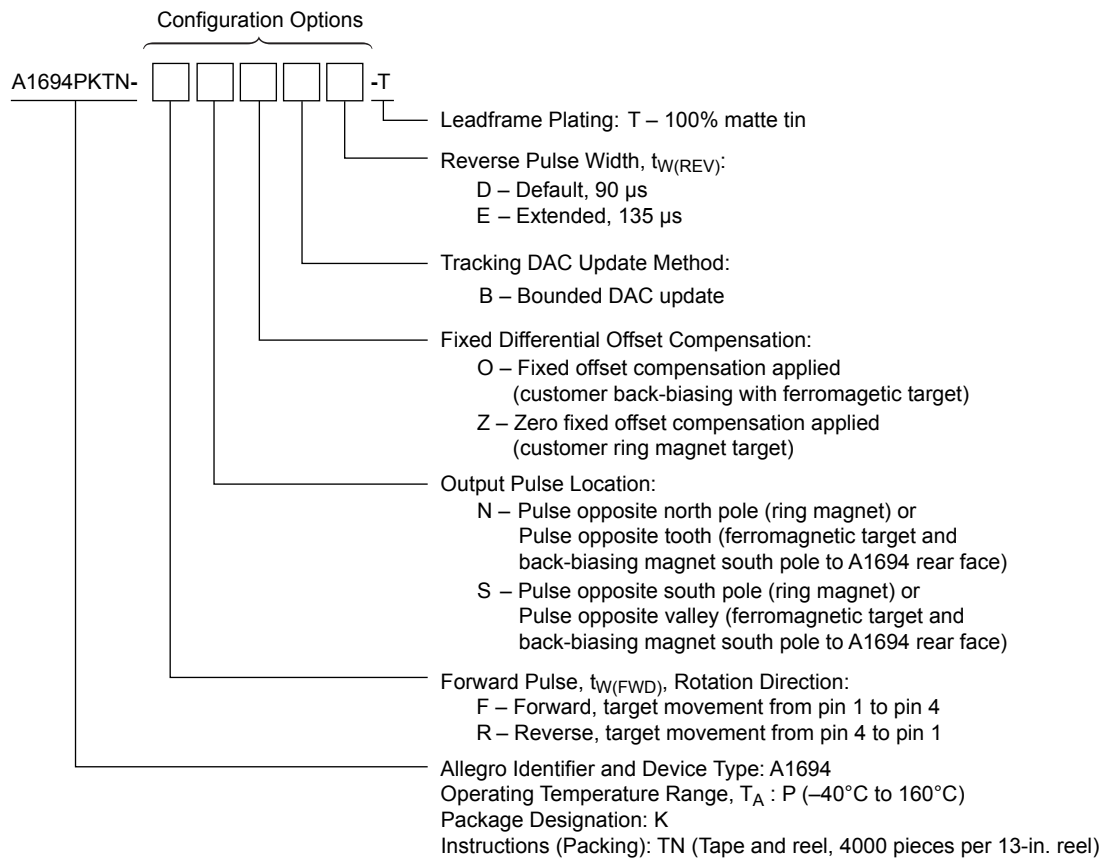 Configuration Options
A1694PKTN- -T
Leadframe Plating: T – 100% matte tin
Reverse Pulse Width, tW(REV):
D – Default, 90 µs
E – Extended, 135 µs
Tracking DAC Update Method:
B – Bounded DAC update
Fixed Differential Offset Compensation:
O – Fixed offset compensation applied
(customer back-biasing with ferromagetic target)
Z – Zero fixed offset compensation applied
(customer ring magnet target)
Output Pulse Location:
N – Pulse opposite north pole (ring magnet) or
Pulse opposite tooth (ferromagnetic target and
back-biasing magnet south pole to A1694 rear face)
S – Pulse opposite south pole (ring magnet) or
Pulse opposite valley (ferromagnetic target and
back-biasing magnet south pole to A1694 rear face)
Forward Pulse, tW(FWD), Rotation Direction:
F – Forward, target movement from pin 1 to pin 4
R – Reverse, target movement from pin 4 to pin 1
Allegro Identifier and Device Type: A1694
Operating Temperature Range, TA : P (–40°C to 160°C)
Package Designation: K
Instructions (Packing): TN (Tape and reel, 4000 pieces per 13-in. reel)